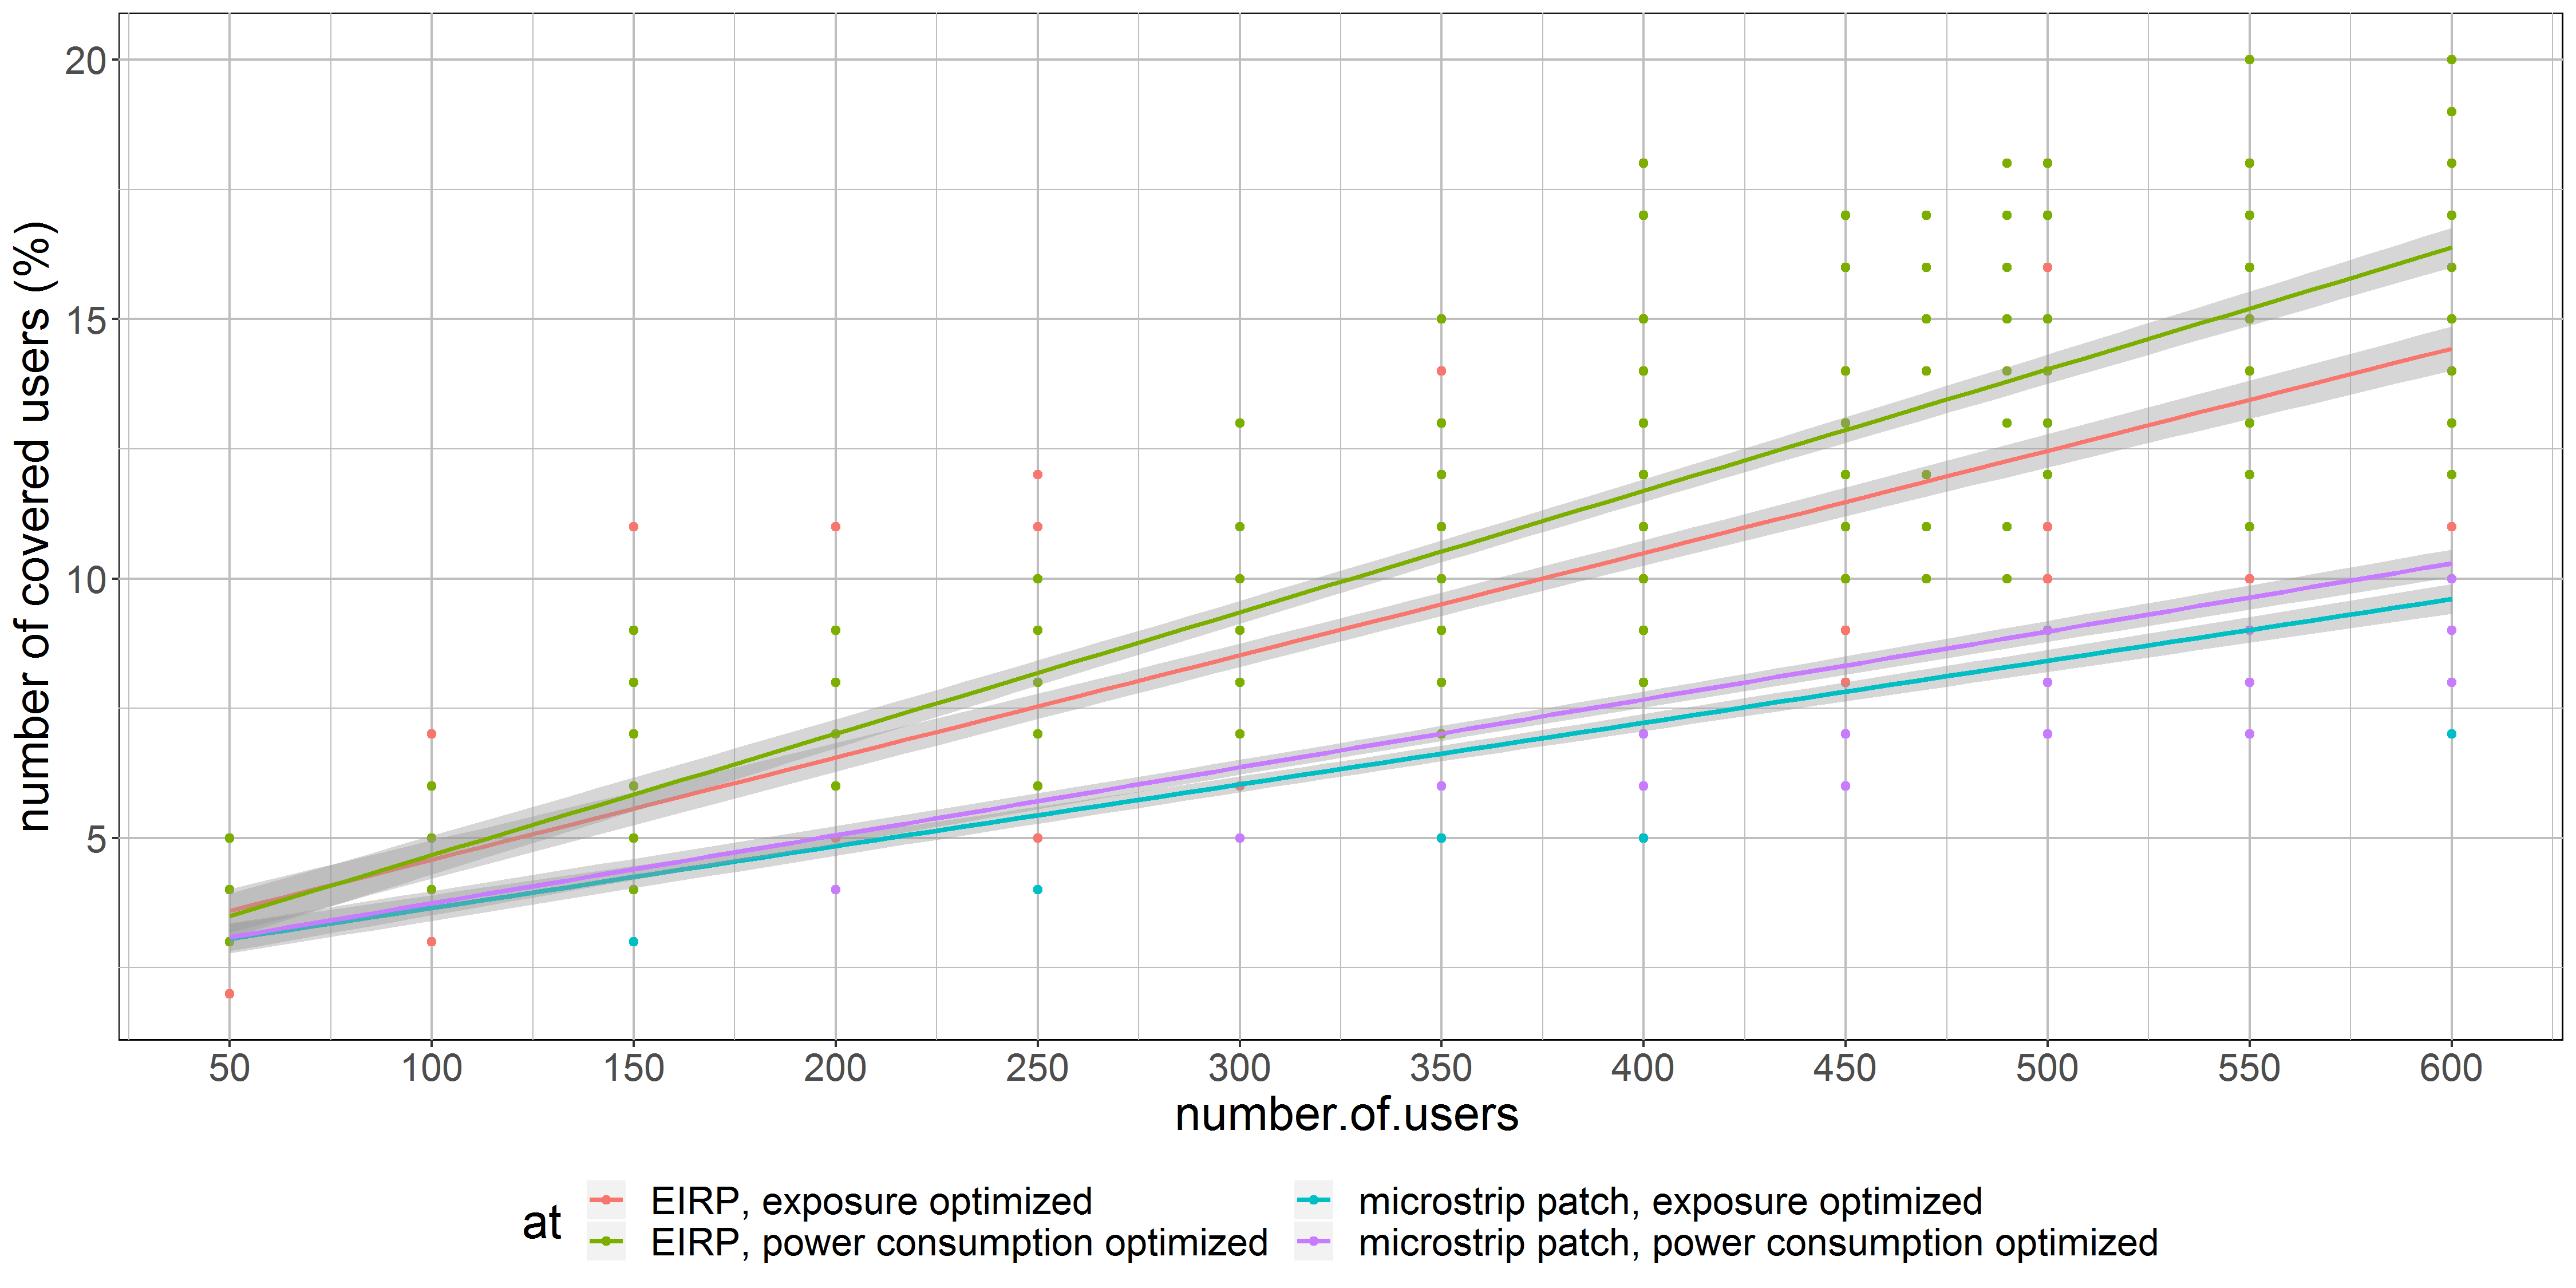 number of covered users (%)
20
15
10
5
50 100 150 200 250 300 350 400 450 500 550 600
number.of.users
at
EIRP, exposure optimized
EIRP, power consumption optimized
microstrip patch, exposure optimized
microstrip patch, power consumption optimized